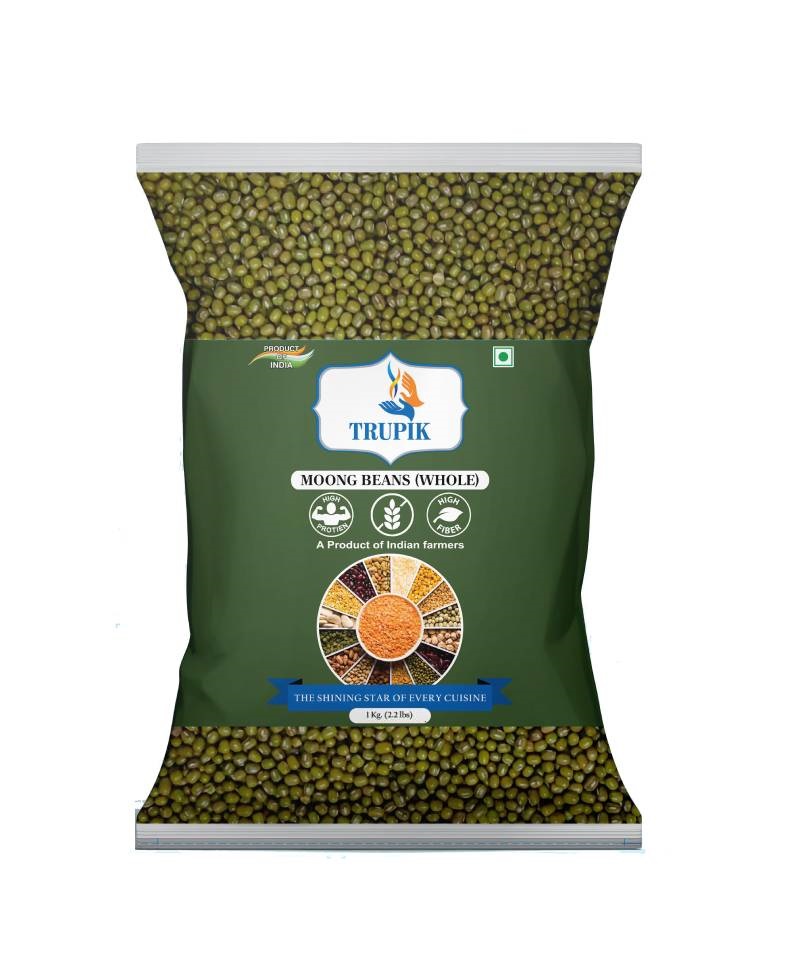 PRODUCT
OF
INDIA
TRUPIK
MOONG BEANS (WHOLE)
HIGH
PROTIEN
HIGH
FIBER
A Product of Indian farmers
THE SHINING STAR OF EVERY CUISINE
1 Kg. (2.2 lbs)